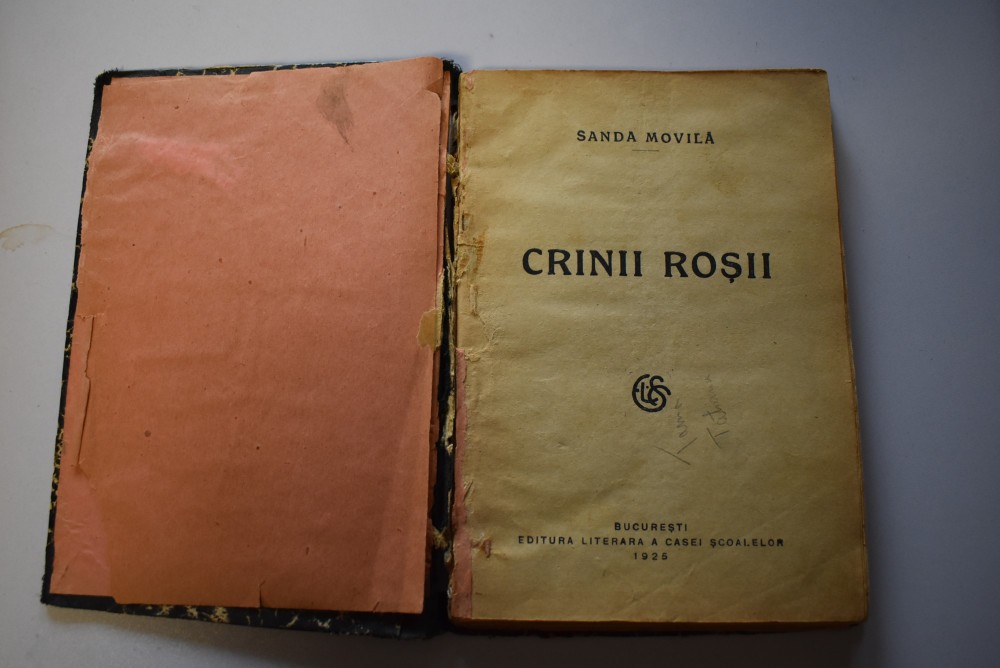 SANDA MOVILĂ
CRINII ROȘII
BUCUREȘTI
EDITURA LITERARA A CASEI ȘCOALELOR
1925